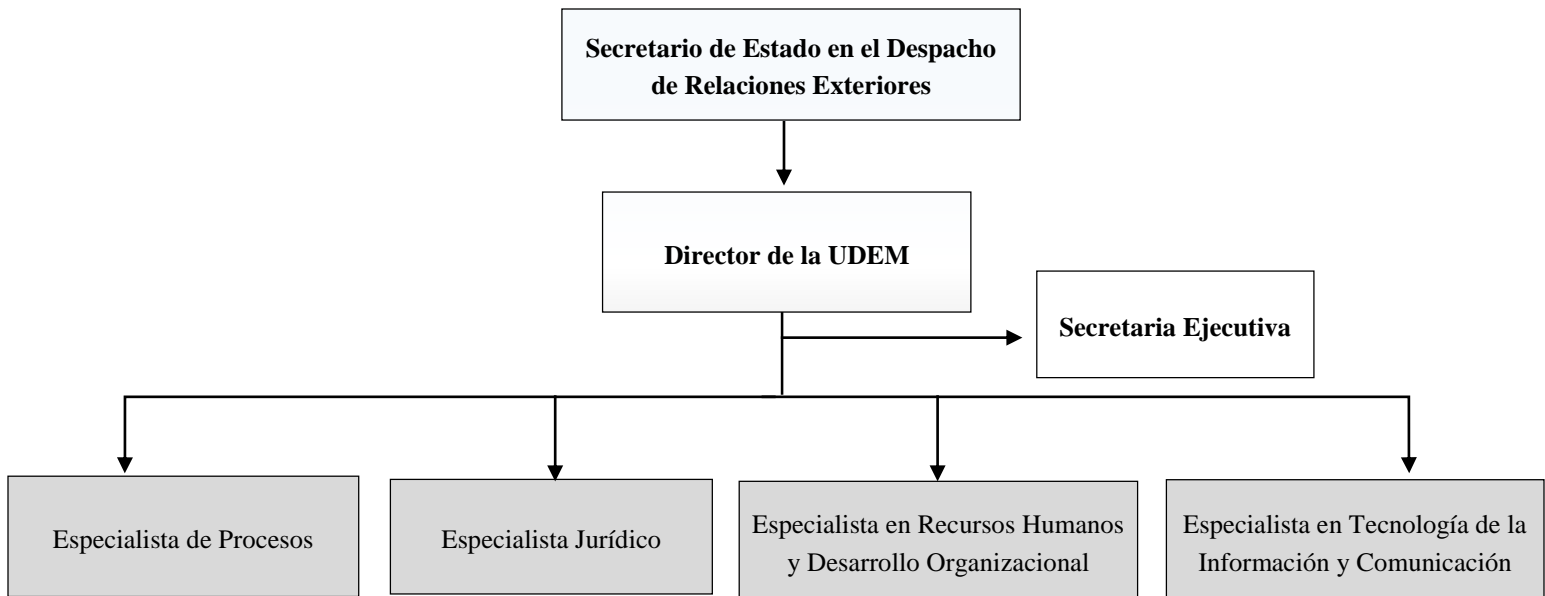 Secretario de Estado en el Despacho
de Relaciones Exteriores
Director de la UDEM
Secretaria Ejecutiva
Especialista de Procesos
Especialista Jurídico
Especialista en Recursos Humanos
y Desarrollo Organizacional
Especialista en Tecnología de la
Información y Comunicación